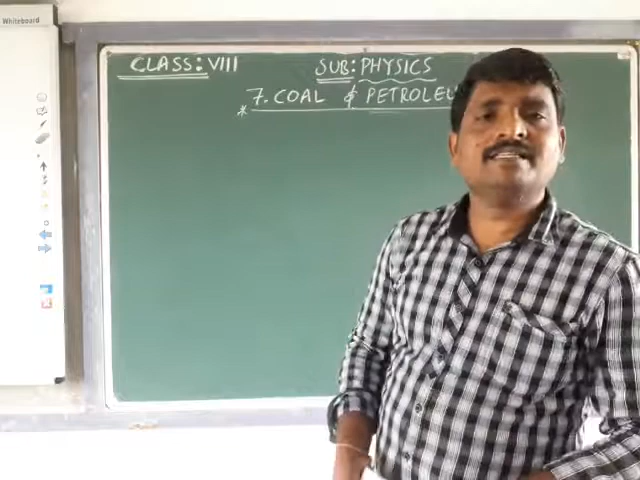 Whiteboard
CLASS: VIII
SUB: PHYSICS
7. COAL & PETROLEU
*